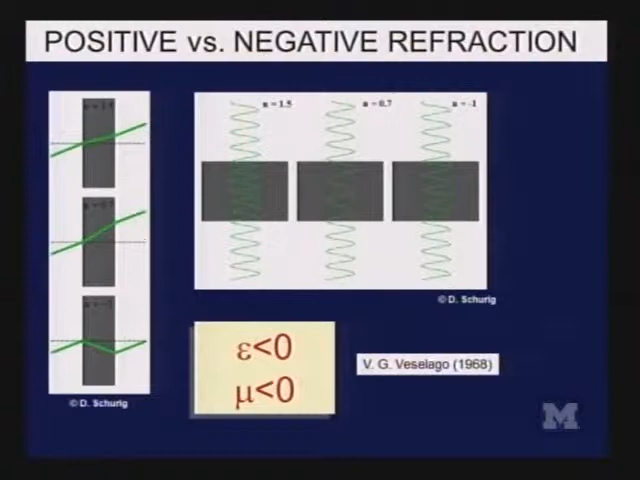 POSITIVE vs. NEGATIVE REFRACTION
n = 1.5
n = 0.7
n = -1
© D. Schurig
ε<0
μ<0
V. G. Veselago (1968)
© D. Schurig
M